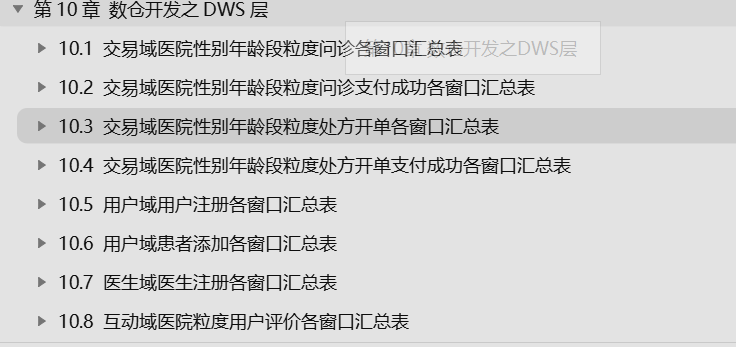 第 10 章 数仓开发之 DWS 层
10.1 交易域医院性别年龄段粒度问诊各窗口汇总表
10.2 交易域医院性别年龄段粒度问诊支付成功各窗口汇总表
10.3 交易域医院性别年龄段粒度处方开单各窗口汇总表
10.4 交易域医院性别年龄段粒度处方开单支付成功各窗口汇总表
10.5 用户域用户注册各窗口汇总表
10.6 用户域患者添加各窗口汇总表
10.7 医生域医生注册各窗口汇总表
10.8 互动域医院粒度用户评价各窗口汇总表